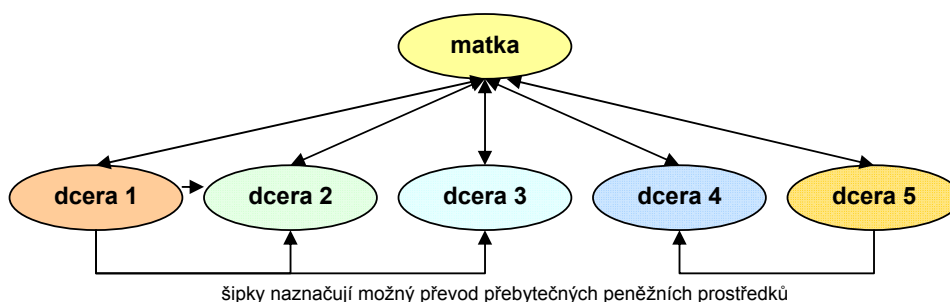 matka
dcera 1
dcera 2
dcera 3
dcera 4
dcera 5
šipky naznačují možný převod přebytečných peněžních prostředků